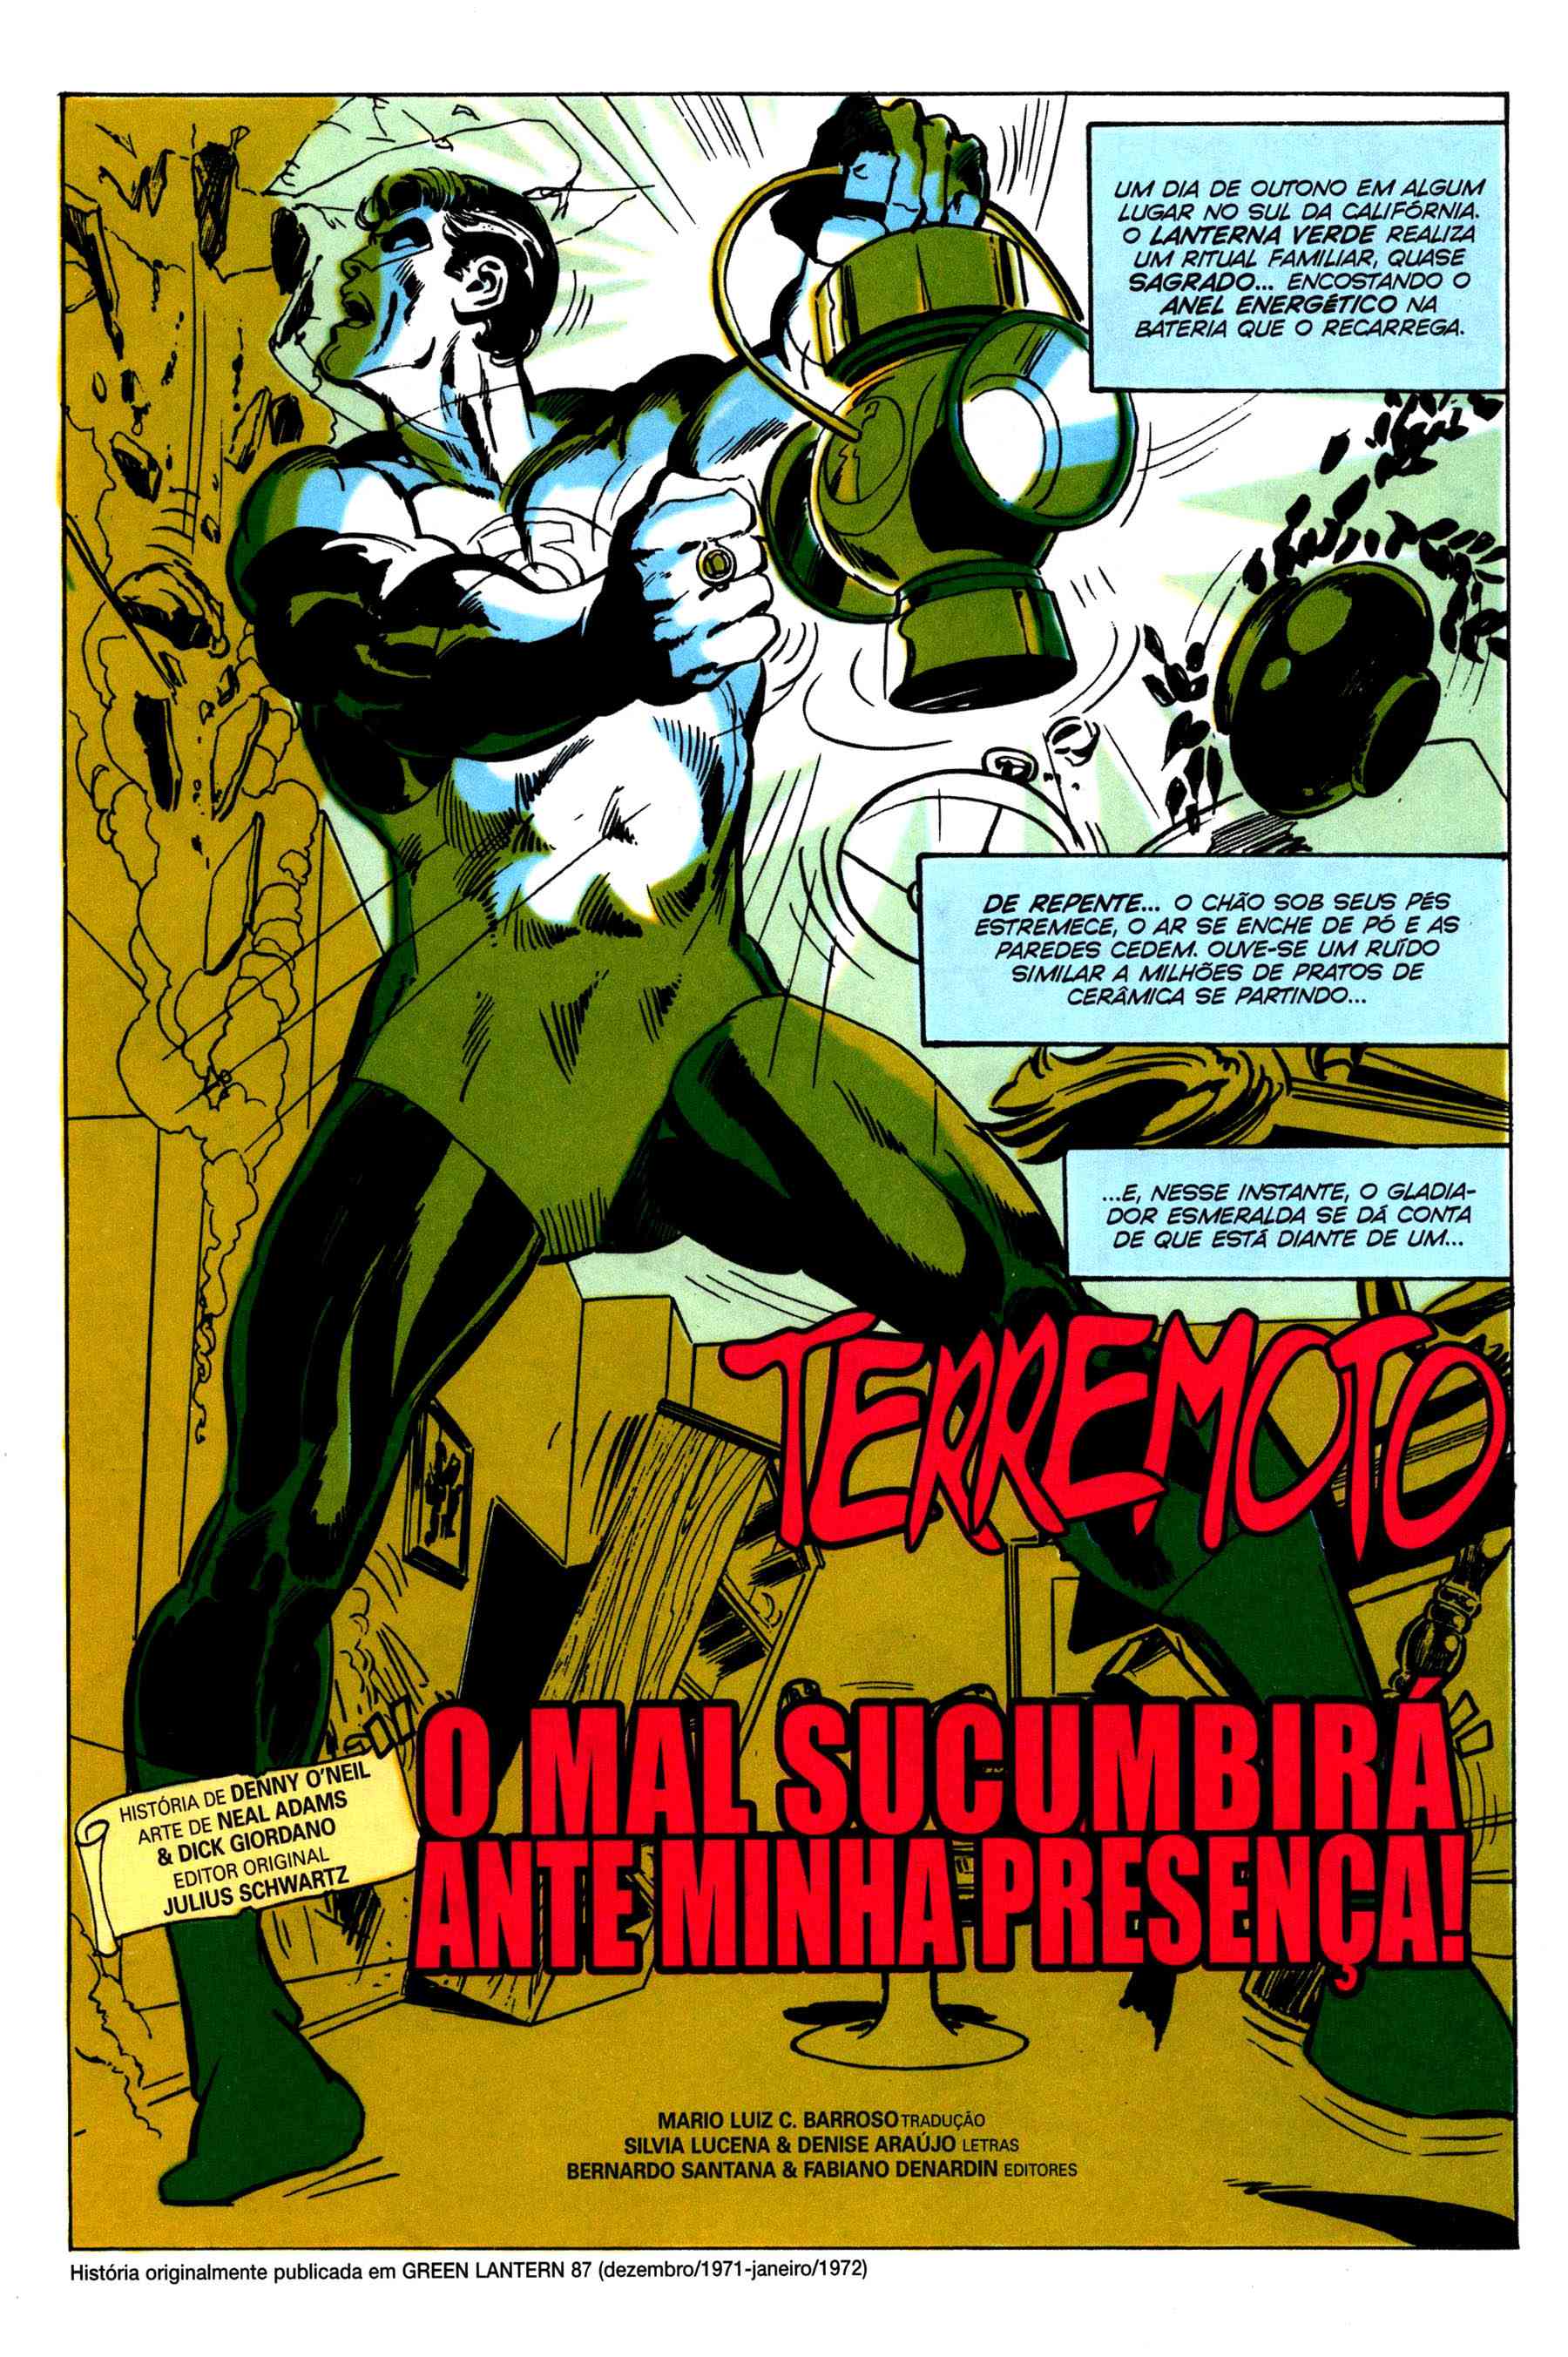 UM DIA DE OUTONO EM ALGUM
LUGAR NO SUL DA CALIFÓRNIA.
O LANTERNA VERDE REALIZA
UM RITUAL FAMILIAR, QUASE
SAGRADO... ENCOSTANDO O
ANEL ENERGÉTICO NA
BATERIA QUE O RECARREGA.
DE REPENTE... O CHÃO SOB SEUS PÉS
ESTREMECE, O AR SE ENCHE DE PÓ E AS
PAREDES CEDEM. OUVE-SE UM RUÍDO
SIMILAR A MILHÕES DE PRATOS DE
CERÂMICA SE PARTINDO...
...E, NESSE INSTANTE, O GLADIA-
DOR ESMERALDA SE DÁ CONTA
DE QUE ESTÁ DIANTE DE UM...
TERREMOTO
O MAL SUCUMBIRÁ
ANTE MINHA PRESENÇA!
HISTÓRIA DE DENNY O'NEIL
ARTE DE NEAL ADAMS
& DICK GIORDANO
EDITOR ORIGINAL
JULIUS SCHWARTZ
MARIO LUIZ C. BARROSO TRADUÇÃO
SILVIA LUCENA & DENISE ARAÚJO LETRAS
BERNARDO SANTANA & FABIANO DENARDIN EDITORES
História originalmente publicada em GREEN LANTERN 87 (dezembro/1971-janeiro/1972)